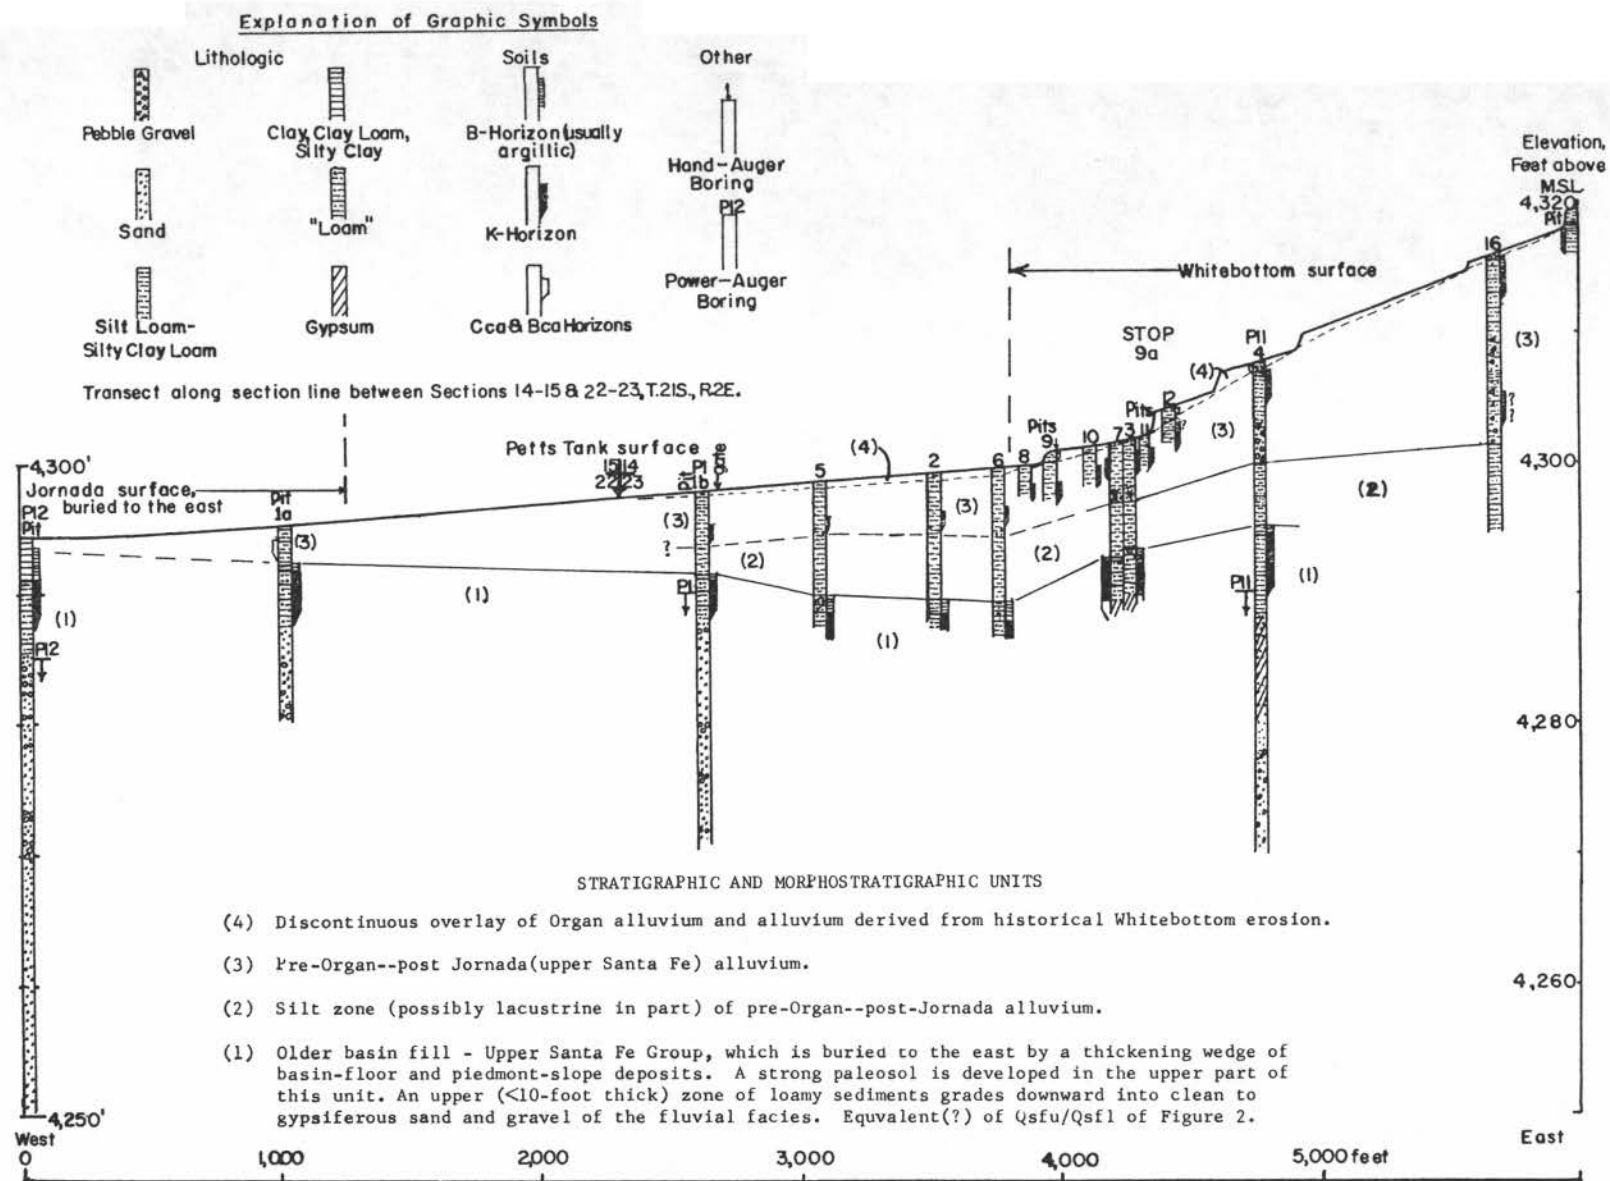 Explanation of Graphic Symbols
Lithologic
Soils
Other
Pebble Gravel
Clay, Clay Loam,
Silty Clay
B-Horizon (usually
argillic)
Hand-Auger
Boring
P12
Sand
"Loam"
K-Horizon
Power-Auger
Boring
Silt Loam-
Silty Clay Loam
Gypsum
Cca & Bca Horizons
Transect along section line between Sections 14-15 & 22-23, T.21S., R.2E.
Elevation,
Feet above
M.S.L.
4,320
Pit
16
Whitebottom surface
STOP
9a
P11
4
(4)
(3)
(3)
12
?
?
?
Pits
11
Pits
9
10
7
3
8
6
2
5
(4)
Petts Tank surface
15 14
22 23
Pit
P1
1b
gate
4,300'
Jornada surface,
buried to the east
P12
Pit
Pit
1a
(3)
(3)
(3)
?
(2)
(2)
(2)
4,300
(1)
(1)
(1)
(1)
P1
P11
P12
4,280
4,260
STRATIGRAPHIC AND MORPHOSTRATIGRAPHIC UNITS
(4) Discontinuous overlay of Organ alluvium and alluvium derived from historical Whitebottom erosion.
(3) Pre-Organ--post Jornada(upper Santa Fe) alluvium.
(2) Silt zone (possibly lacustrine in part) of pre-Organ--post-Jornada alluvium.
(1) Older basin fill - Upper Santa Fe Group, which is buried to the east by a thickening wedge of
basin-floor and piedmont-slope deposits. A strong paleosol is developed in the upper part of
this unit. An upper (<10-foot thick) zone of loamy sediments grades downward into clean to
gypsiferous sand and gravel of the fluvial facies. Equvalent(?) of Qsfu/Qsfl of Figure 2.
4,250'
West
East
0
1,000
2,000
3,000
4,000
5,000 feet